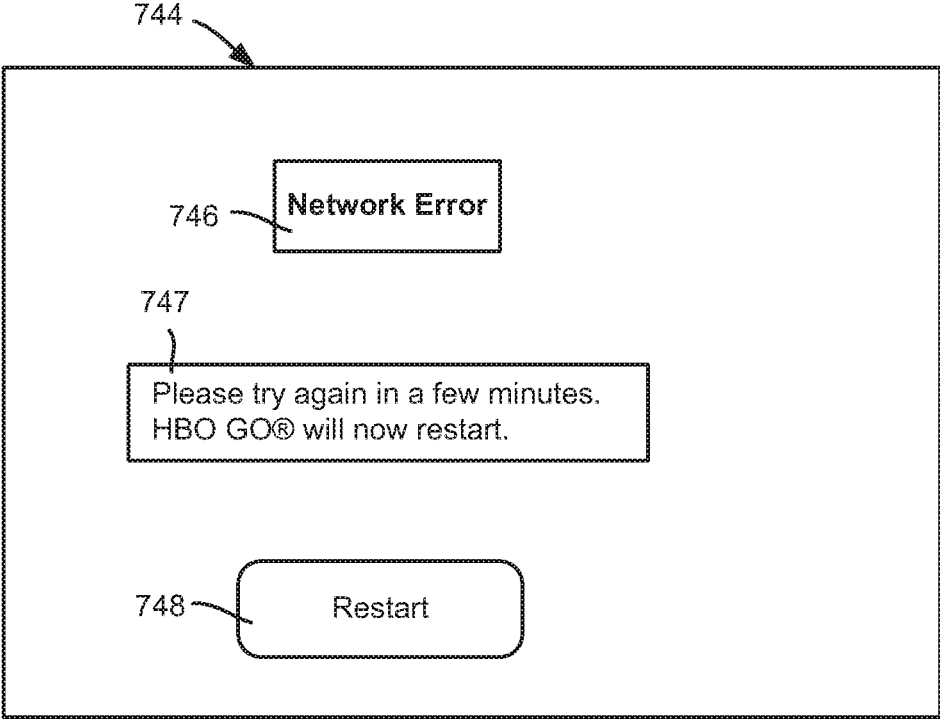 744
Network Error
746
747
Please try again in a few minutes.
HBO GO® will now restart.
748
Restart